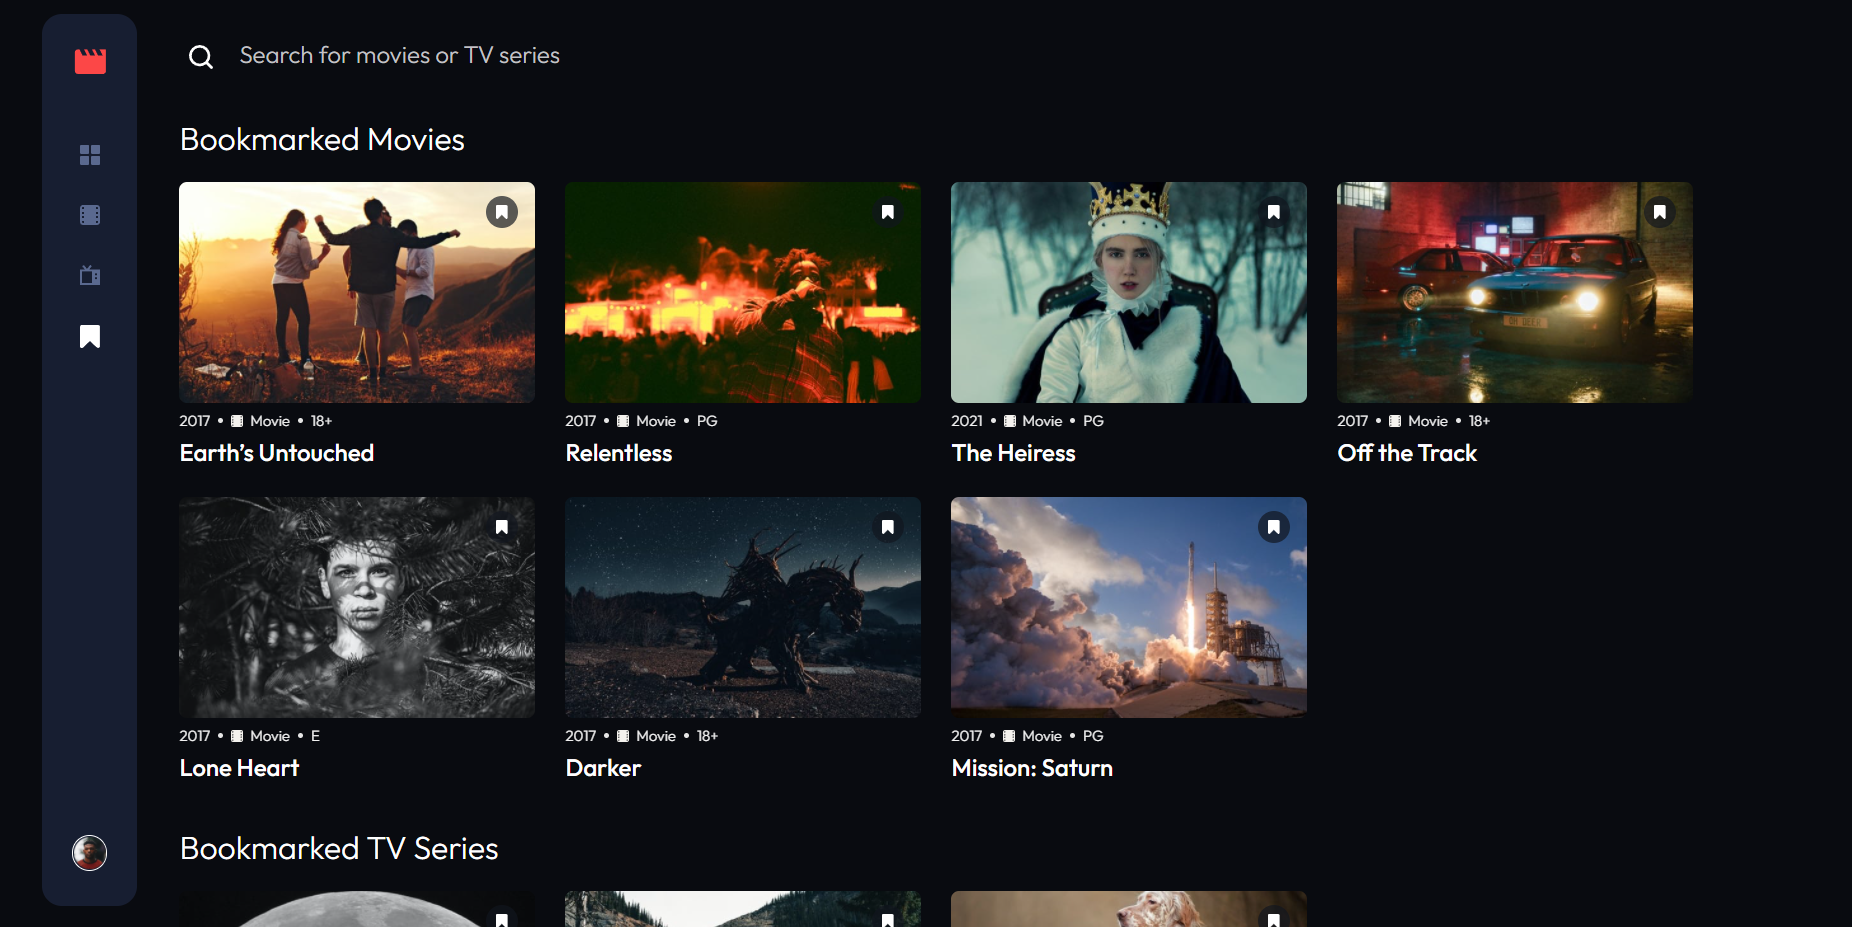 Search for movies or TV series
Bookmarked Movies
2017 • Movie • 18+
Earth’s Untouched
2017 • Movie • PG
Relentless
2021 • Movie • PG
The Heiress
2017 • Movie • 18+
Off the Track
2017 • Movie • E
Lone Heart
2017 • Movie • 18+
Darker
2017 • Movie • PG
Mission: Saturn
Bookmarked TV Series